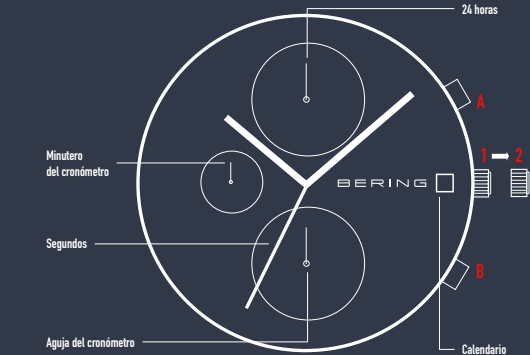 24 horas
A
Minutero
del cronómetro
1 2
BERING
Segundos
B
Aguja del cronómetro
Calendario